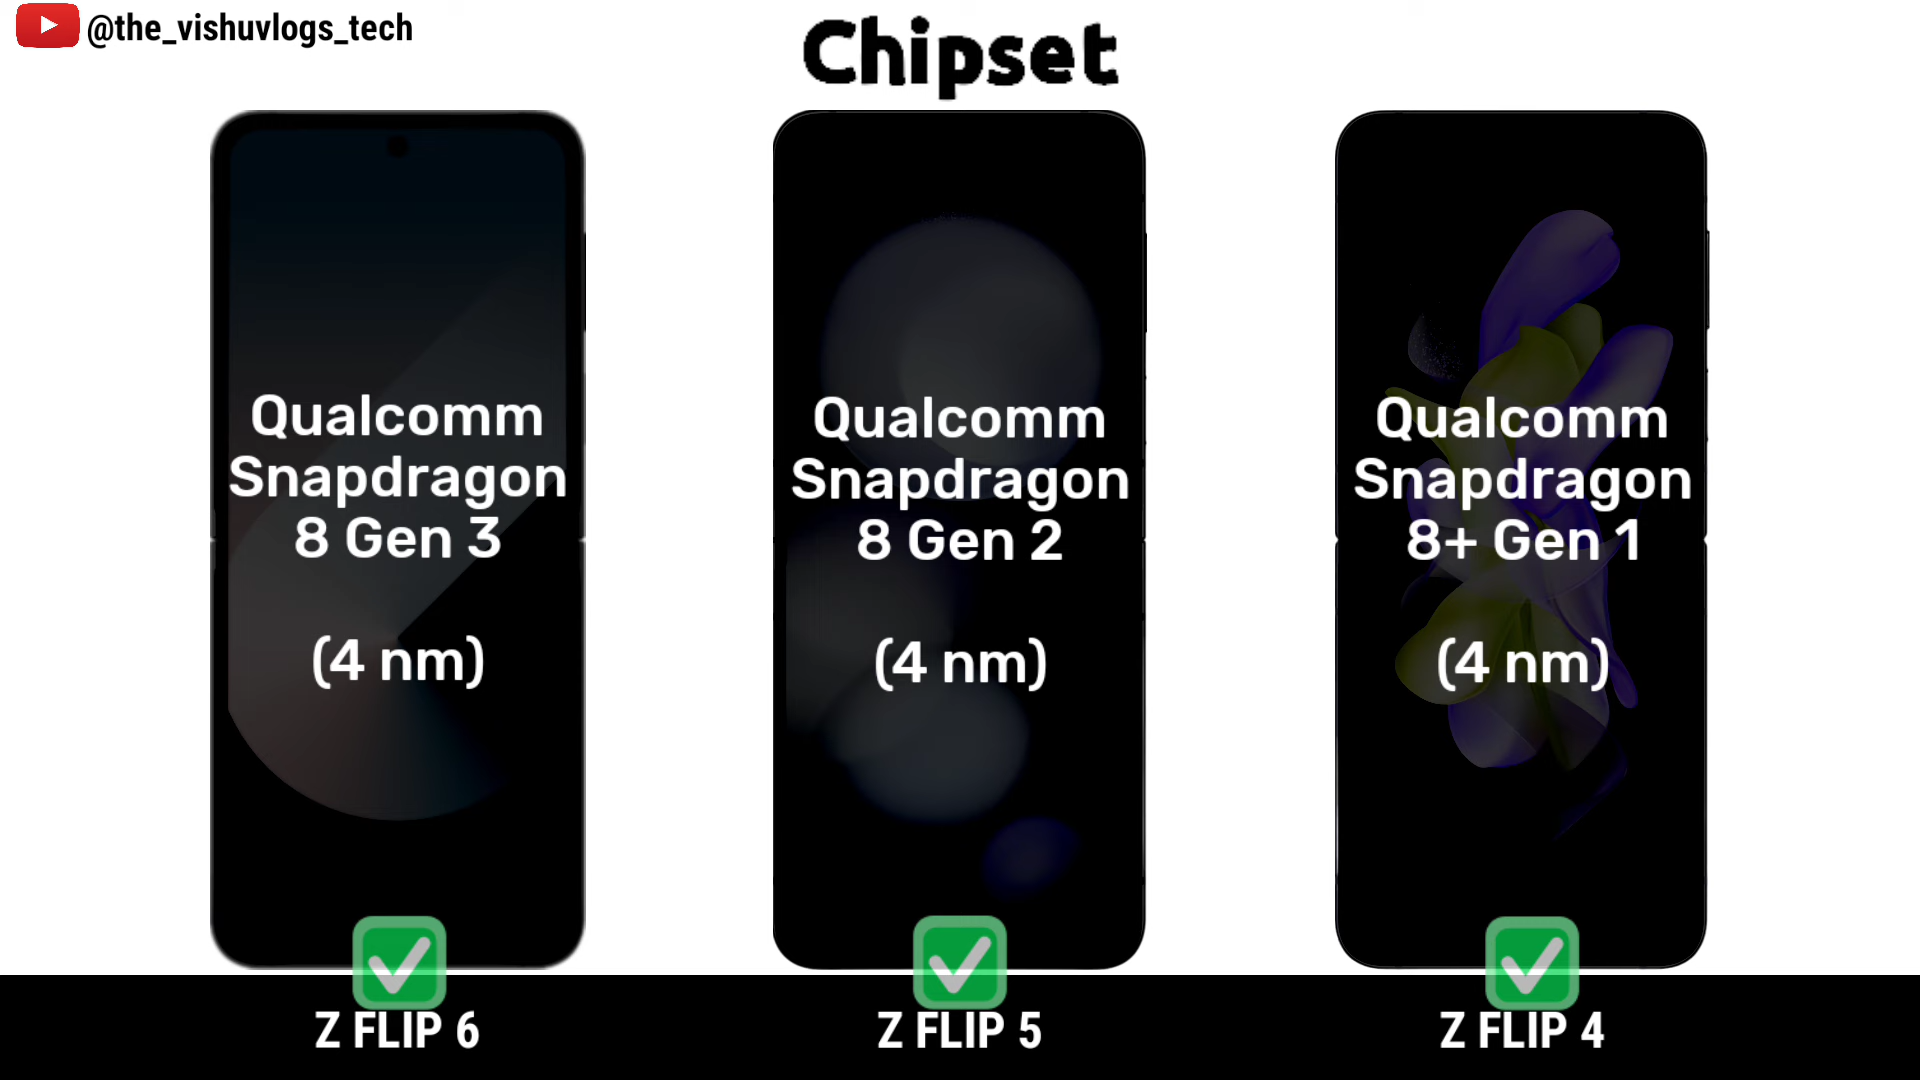 @the_vishuvlogs_tech
Chipset
Qualcomm
Snapdragon
8 Gen 3
(4 nm)
Qualcomm
Snapdragon
8 Gen 2
(4 nm)
Qualcomm
Snapdragon
8+ Gen 1
(4 nm)
Z FLIP 6
Z FLIP 5
Z FLIP 4